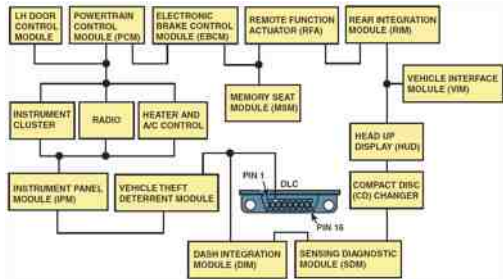 LH DOOR
CONTROL
MODULE
POWERTRAIN
CONTROL
MODULE (PCM)
ELECTRONIC
BRAKE CONTROL
MODULE (EBCM)
REMOTE FUNCTION
ACTUATOR (RFA)
REAR INTEGRATION
MODULE (RIM)
VEHICLE INTERFACE
MOLULE (VIM)
MEMORY SEAT
MODULE (MSM)
INSTRUMENT
CLUSTER
RADIO
HEATER AND
A/C CONTROL
HEAD UP
DISPLAY (HUD)
INSTRUMENT PANEL
MODULE (IPM)
VEHICLE THEFT
DETERRENT MODULE
PIN 1
DLC
PIN 16
COMPACT DISC
(CD) CHANGER
DASH INTEGRATION
MODULE (DIM)
SENSING DIAGNOSTIC
MODULE (SDM)